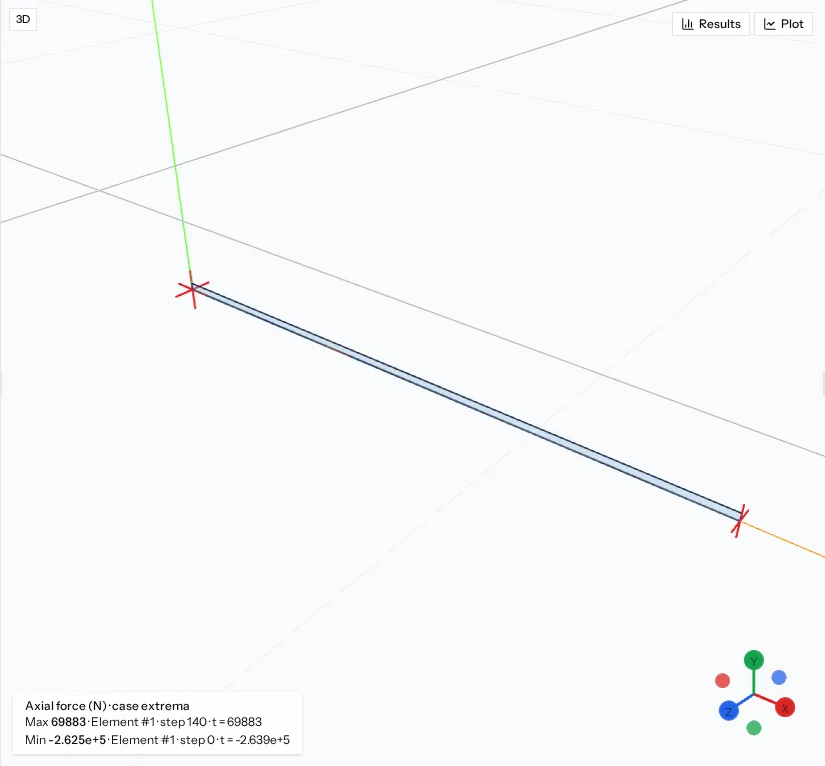 3D
Results
Plot
Axial force (N) · case extrema
Max 69883 · Element #1 · step 140 · t = 69883
Min -2.625e+5 · Element #1 · step 0 · t = -2.639e+5
Y
Z
X